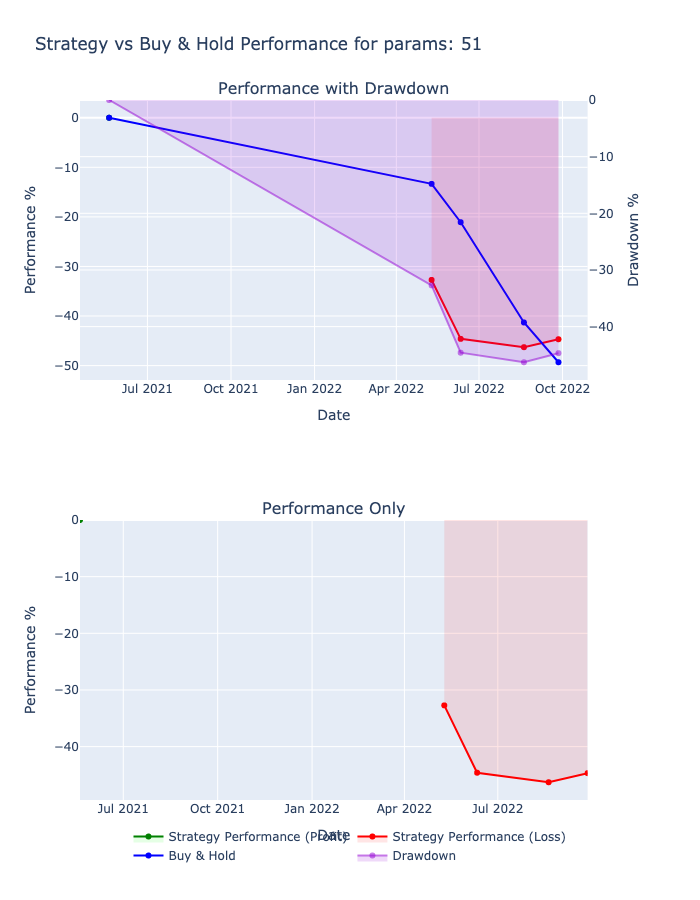 Strategy vs Buy & Hold Performance for params: 51
Performance with Drawdown
0
−10
−20
−30
−40
−50
Performance %
0
−10
−20
−30
−40
Drawdown %
Jul 2021 Oct 2021 Jan 2022 Apr 2022 Jul 2022 Oct 2022
Date
Performance Only
0
−10
−20
−30
−40
Performance %
Jul 2021 Oct 2021 Jan 2022 Apr 2022 Jul 2022
Date
Strategy Performance (Profit) Strategy Performance (Loss)
Buy & Hold Drawdown